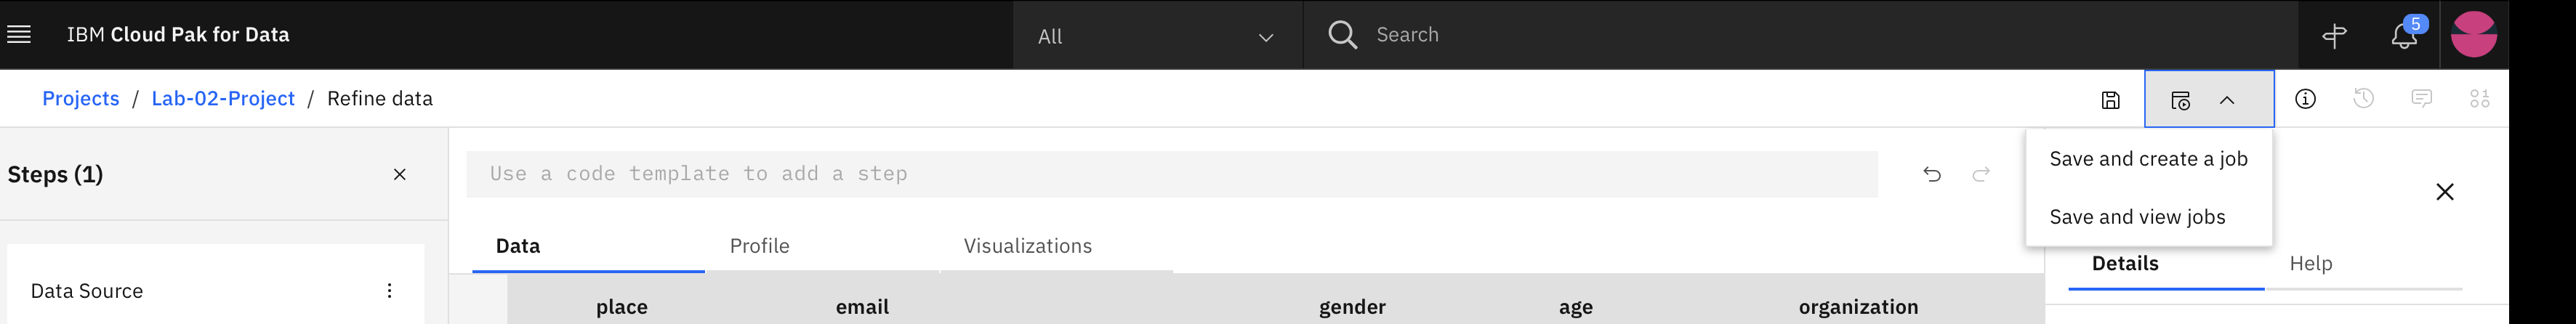 IBM Cloud Pak for Data
All
Search
5
Projects / Lab-02-Project / Refine data
Save and create a job
Save and view jobs
Steps (1)
Use a code template to add a step
Data
Profile
Visualizations
Details
Help
Data Source
place
email
gender
age
organization